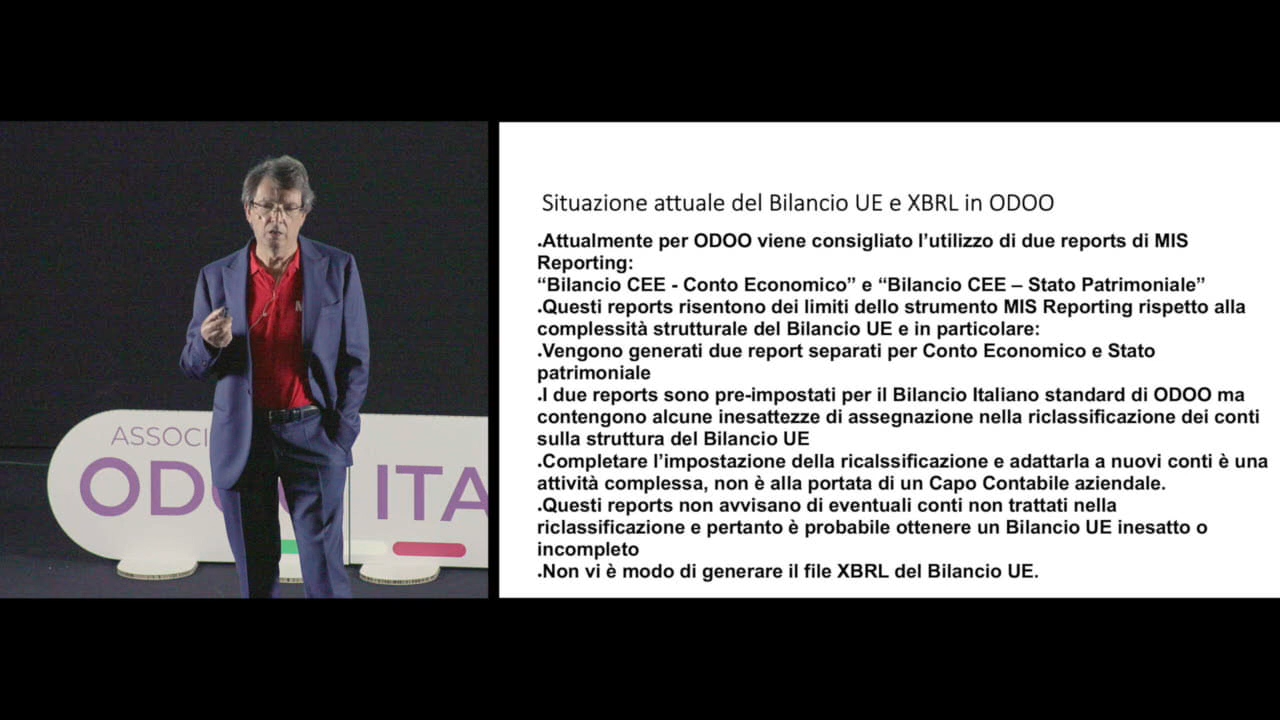 ASSOCI
ODOO ITA
Situazione attuale del Bilancio UE e XBRL in ODOO
.Attualmente per ODOO viene consigliato l’utilizzo di due reports di MIS
Reporting:
“Bilancio CEE - Conto Economico” e “Bilancio CEE – Stato Patrimoniale”
.Questi reports risentono dei limiti dello strumento MIS Reporting rispetto alla
complessità strutturale del Bilancio UE e in particolare:
.Vengono generati due report separati per Conto Economico e Stato
patrimoniale
.I due reports sono pre-impostati per il Bilancio Italiano standard di ODOO ma
contengono alcune inesattezze di assegnazione nella riclassificazione dei conti
sulla struttura del Bilancio UE
.Completare l’impostazione della ricalssificazione e adattarla a nuovi conti è una
attività complessa, non è alla portata di un Capo Contabile aziendale.
.Questi reports non avvisano di eventuali conti non trattati nella
riclassificazione e pertanto è probabile ottenere un Bilancio UE inesatto o
incompleto
.Non vi è modo di generare il file XBRL del Bilancio UE.